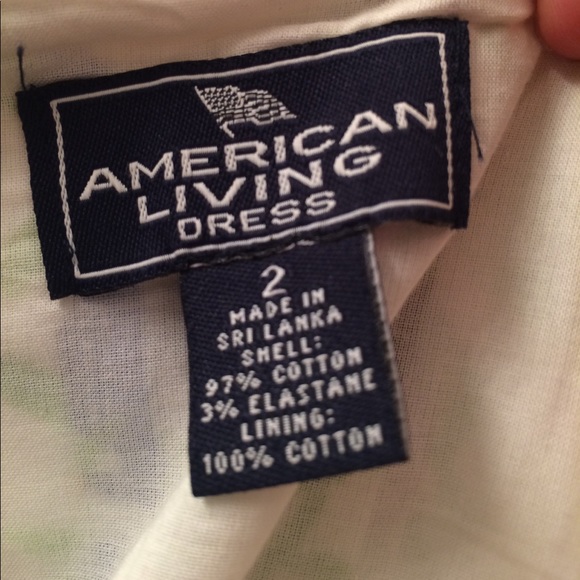 AMERICAN
LIVING
DRESS
2
MADE IN
SRI LANKA
SHELL:
97% COTTON
3% ELASTANE
LINING:
100% COTTON